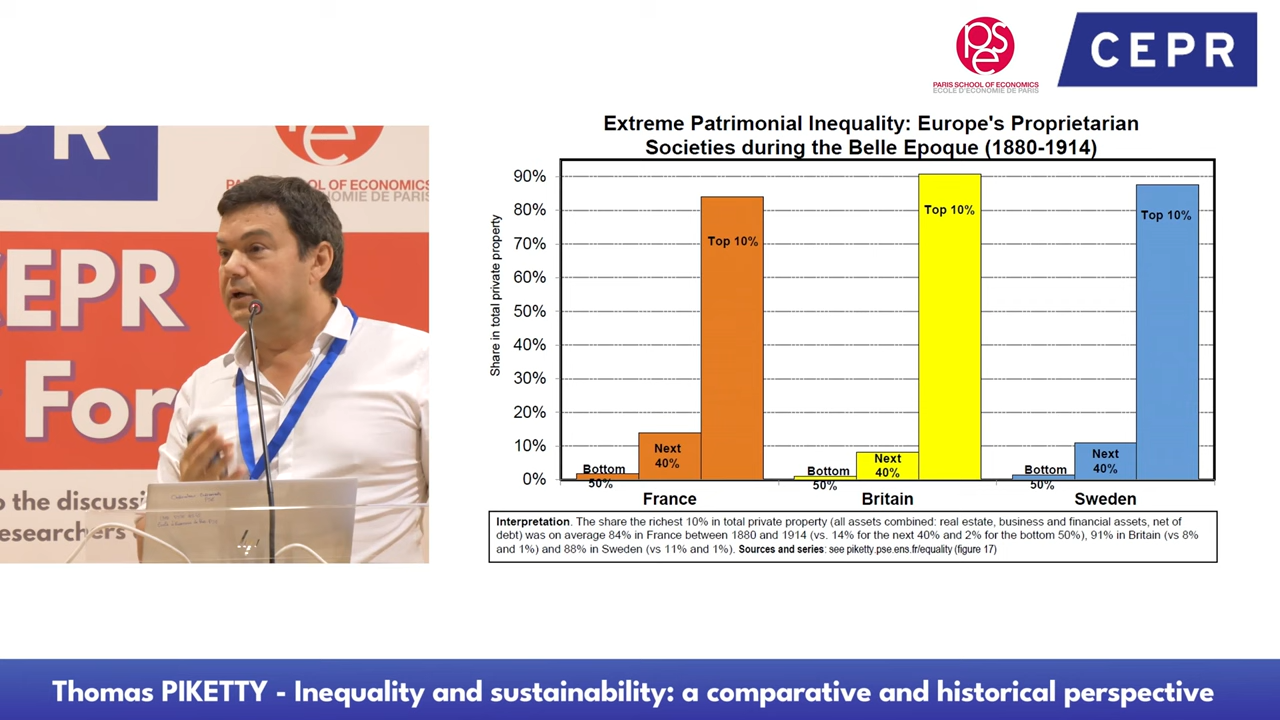 pse
PARIS SCHOOL OF ECONOMICS
ÉCOLE D'ÉCONOMIE DE PARIS
CEPR
PR
e
PARIS SCHOOL OF ECONOMICS
NOMIE DE PARIS
CEPR
For
o the discussi
esearchers
Extreme Patrimonial Inequality: Europe's Proprietarian
Societies during the Belle Epoque (1880-1914)
Share in total private property
90%
80%
70%
60%
50%
40%
30%
20%
10%
0%
Bottom
50%
Next
40%
Top 10%
Bottom
50%
Next
40%
Top 10%
Bottom
50%
Next
40%
Top 10%
France
Britain
Sweden
Interpretation. The share the richest 10% in total private property (all assets combined: real estate, business and financial assets, net of
debt) was on average 84% in France between 1880 and 1914 (vs. 14% for the next 40% and 2% for the bottom 50%), 91% in Britain (vs 8%
and 1%) and 88% in Sweden (vs 11% and 1%). Sources and series: see piketty.pse.ens.fr/equality (figure 17)
Thomas PIKETTY - Inequality and sustainability: a comparative and historical perspective